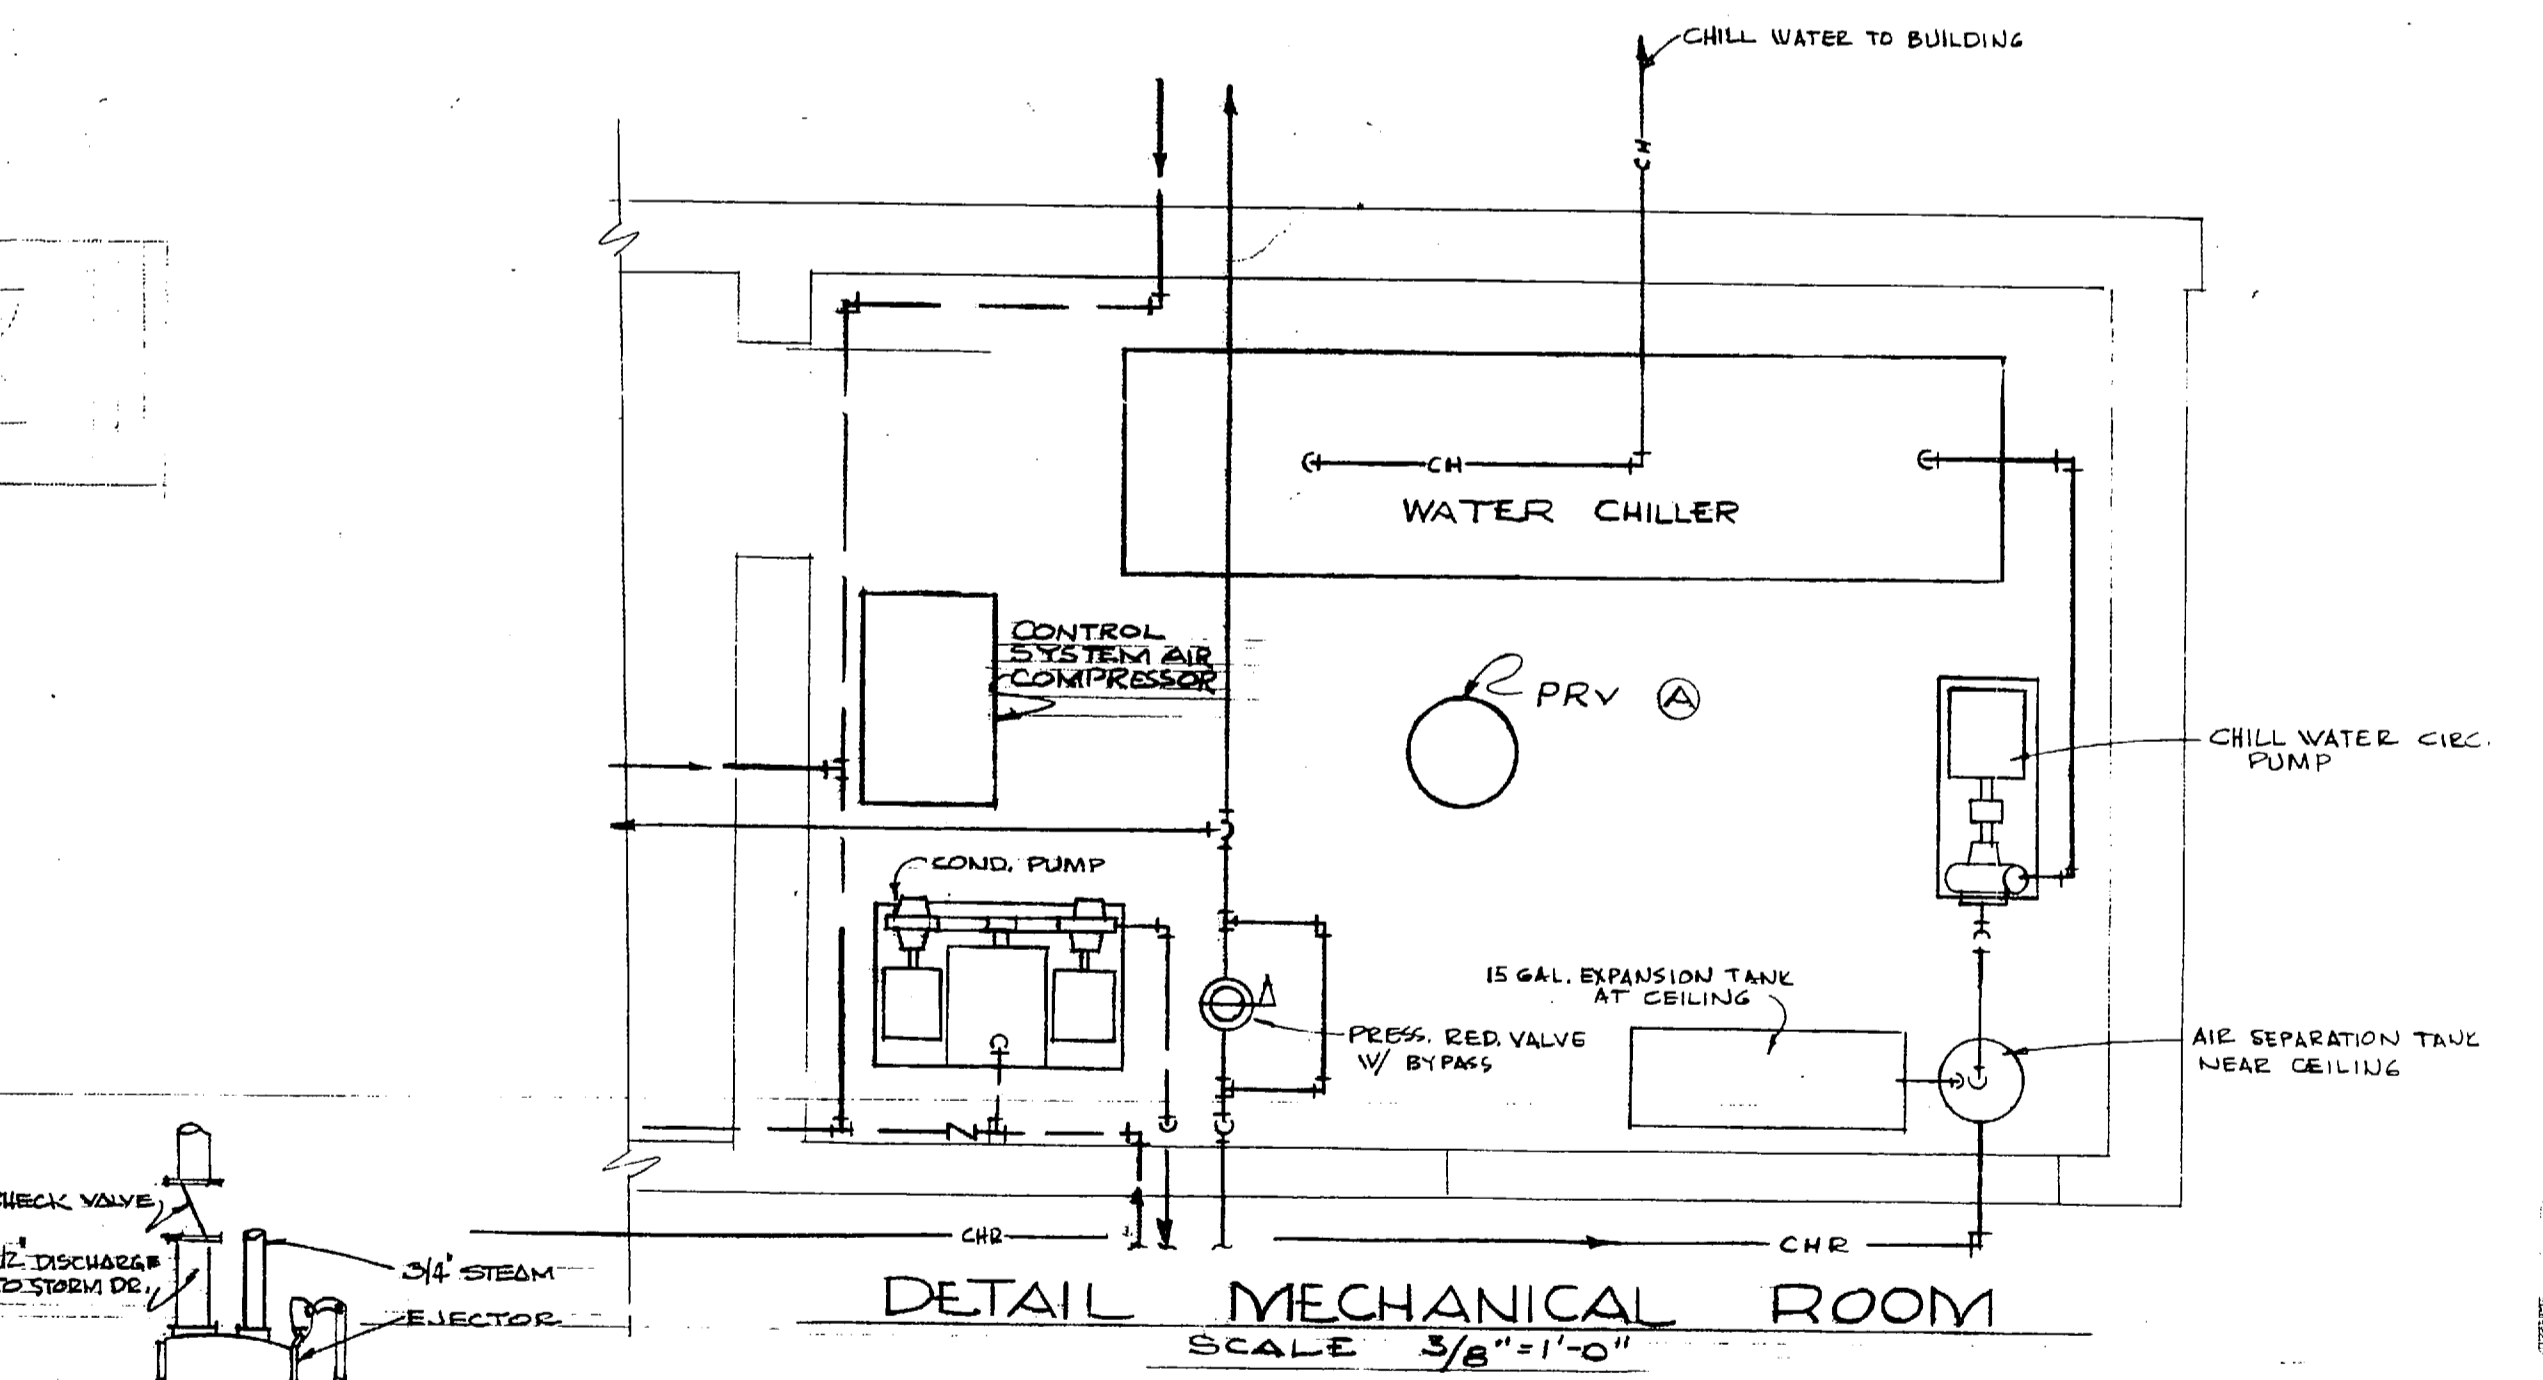 CHILL WATER TO BUILDING
CH
CH
WATER CHILLER
CONTROL
SYSTEM AIR
COMPRESSOR
PRV A
CHILL WATER CIRC.
PUMP
COND. PUMP
15 GAL. EXPANSION TANK
AT CEILING
PRESS. RED. VALVE
W/ BYPASS
AIR SEPARATION TANK
NEAR CEILING
CHR
CHR
HECK VALVE
/2" DISCHARGE
TO STORM DR.
3/4" STEAM
EJECTOR
DETAIL MECHANICAL ROOM
SCALE 3/8"=1'-0"